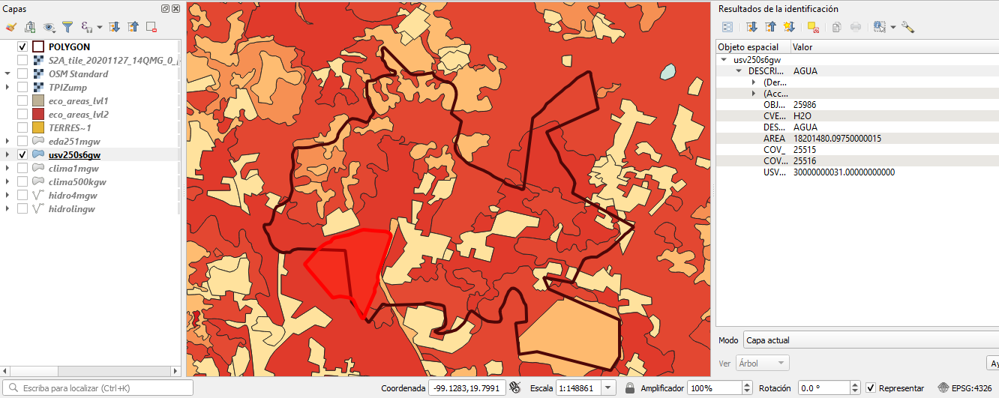 Capas
POLYGON
S2A_tile_20201127_14QMG_0_
OSM Standard
TPIZump
eco_areas_lvl1
eco_areas_lvl2
TERRES~1
eda251mgw
usv250s6gw
clima1mgw
clima500kgw
hidro4mgw
hidrolingw
Resultados de la identificación
Objeto espacial Valor
usv250s6gw
DESCRI... AGUA
(Der...
(Acc...
OBJ... 25986
CVE... H2O
DES... AGUA
AREA 18201480.09750000015
COV_ 25515
COV... 25516
USV... 30000000031.00000000000
Modo Capa actual
Ver Árbol Ay
Escriba para localizar (Ctrl+K) Coordenada -99.1283,19.7991 Escala 1:148861 Amplificador 100% Rotación 0.0 ° Representar EPSG:4326